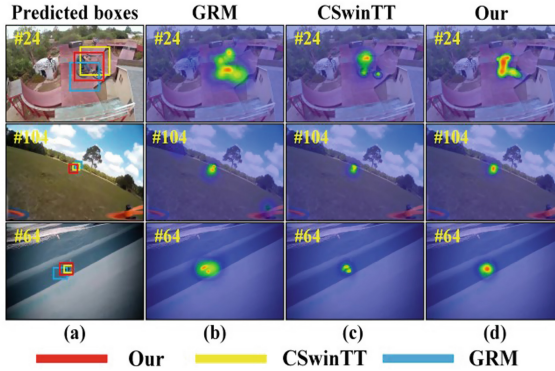 Predicted boxes GRM CSwinTT Our
#24 #24 #24 #24
#104 #104 #104 #104
#64 #64 #64 #64
(a) (b) (c) (d)
Our CSwinTT GRM